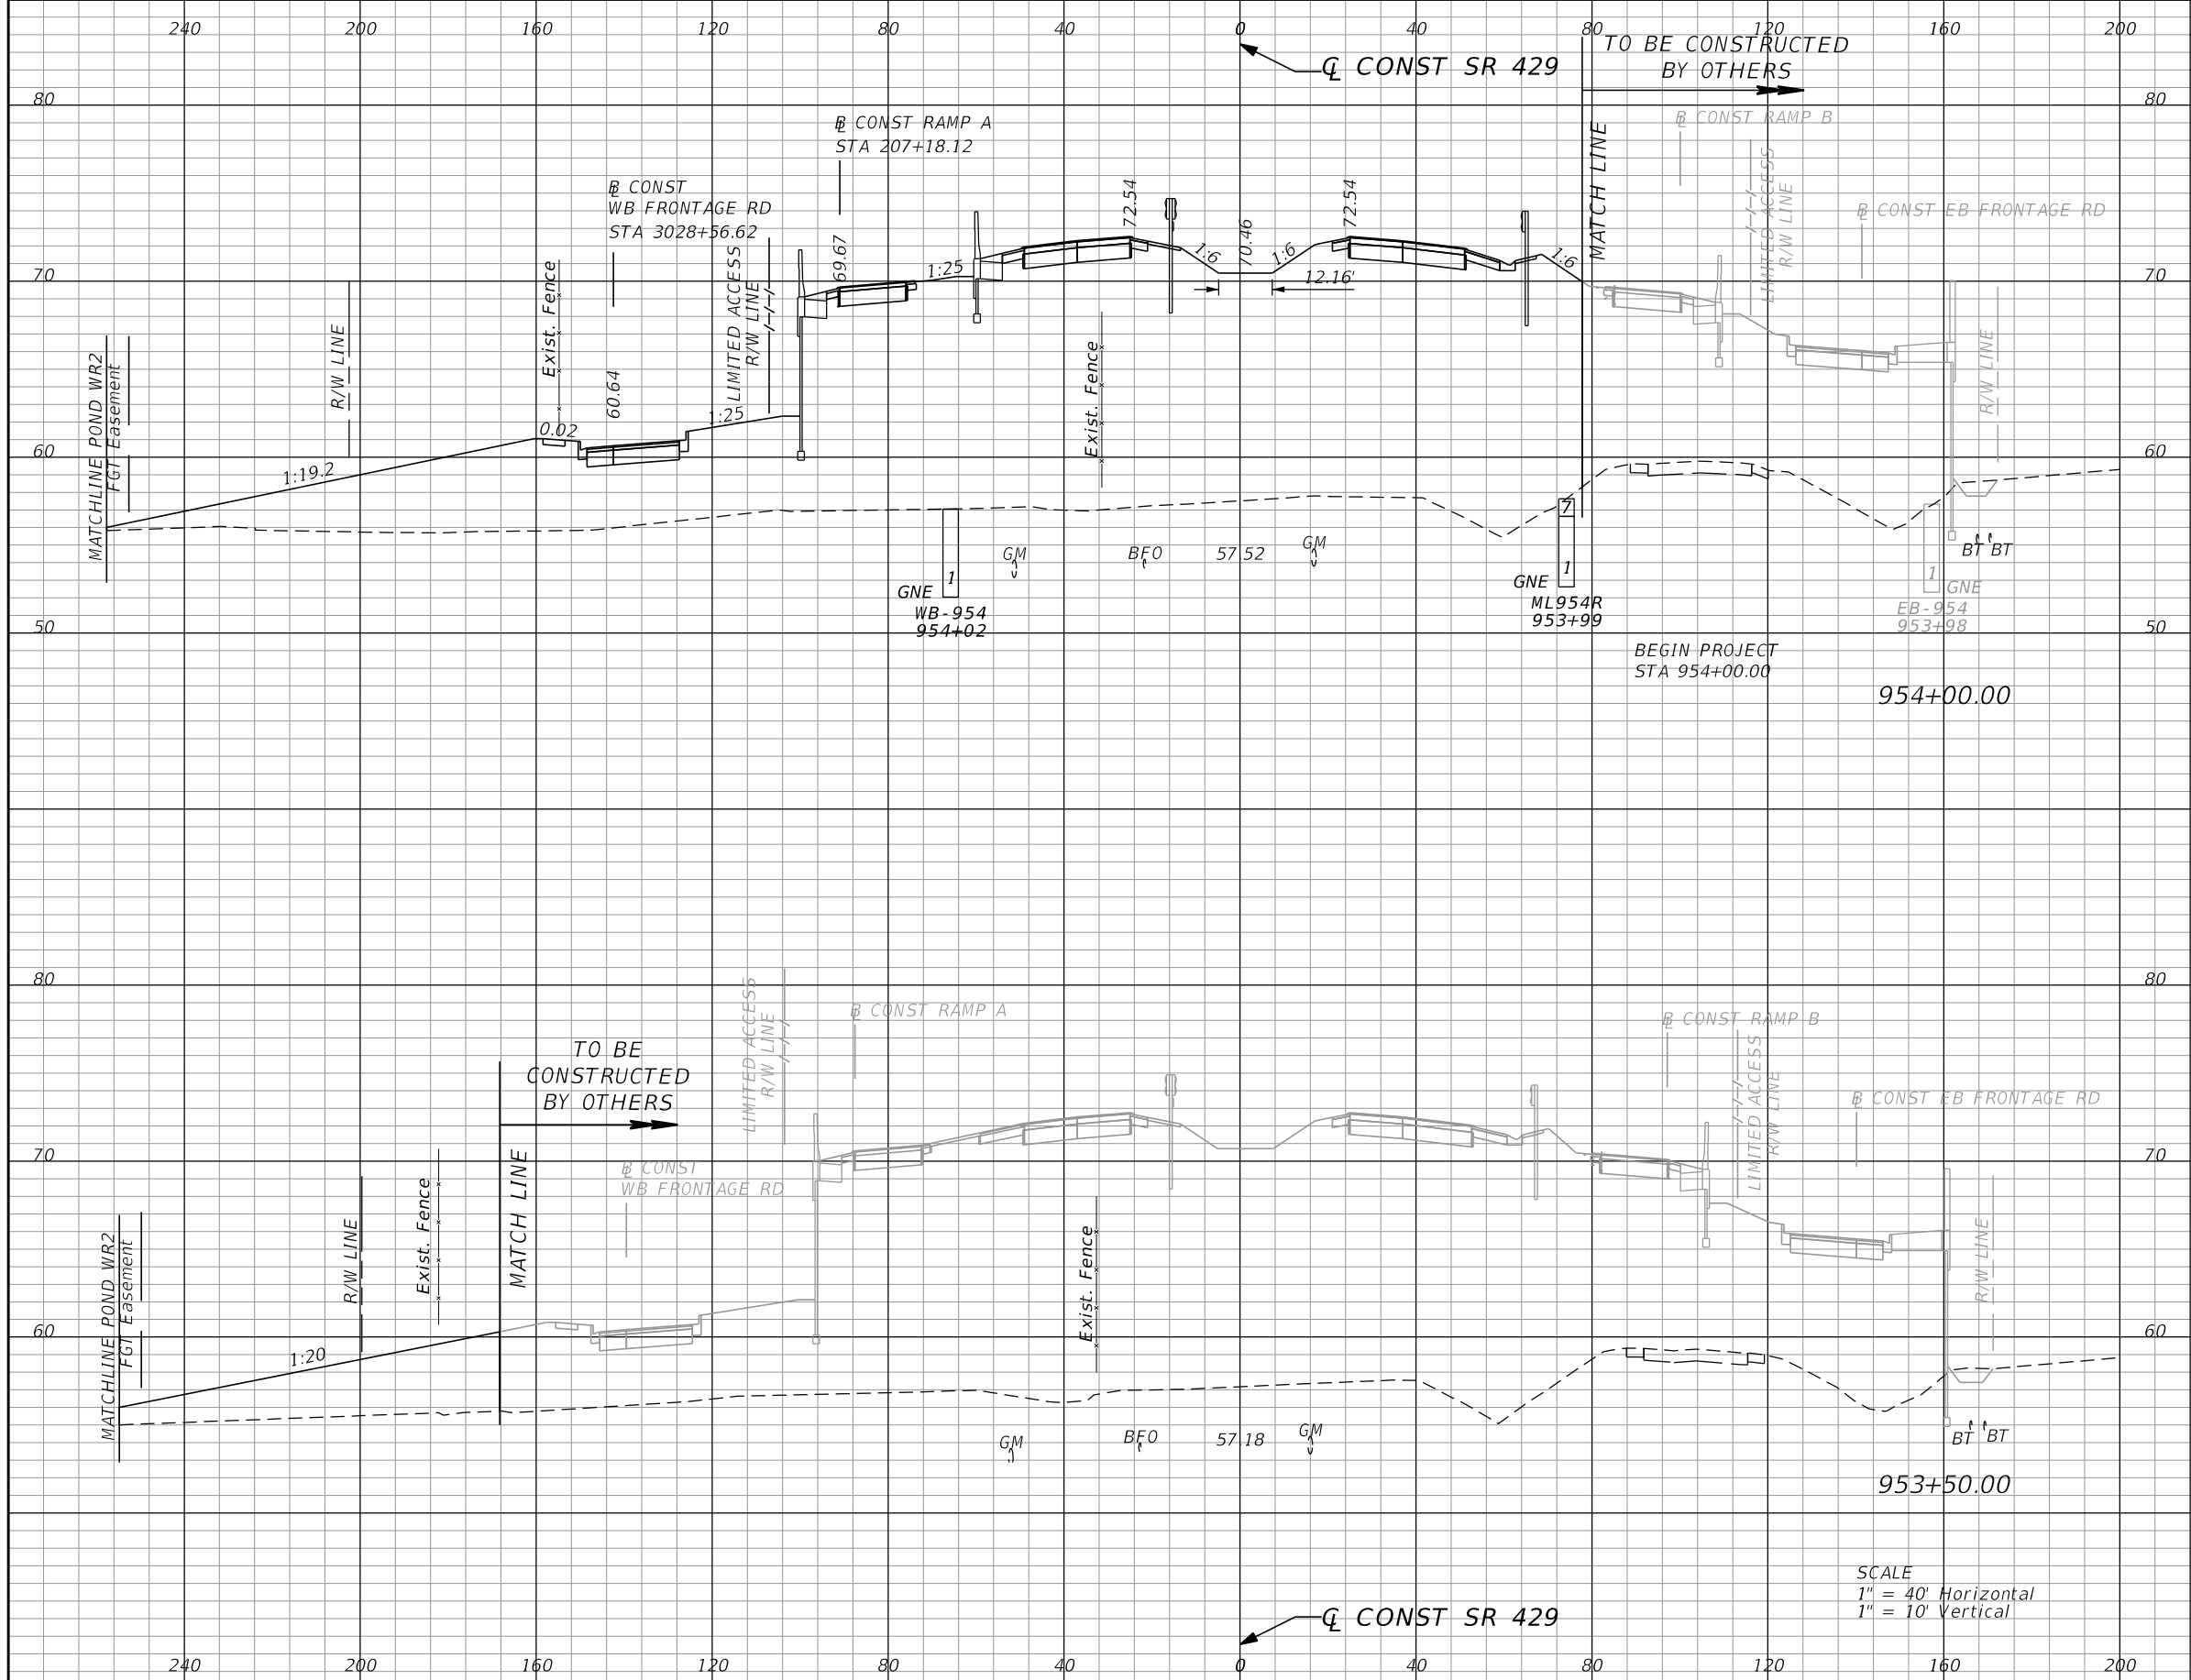 240 200 160 120 80 40 0 40 80 120 160 200
TO BE CONSTRUCTED
BY OTHERS
℄ CONST SR 429
80 80
B̵L CONST RAMP A
STA 207+18.12
B̵L CONST RAMP B
MATCH LINE
LIMITED ACCESS
R/W LINE
B̵L CONST
WB FRONTAGE RD
STA 3028+56.62
B̵L CONST EB FRONTAGE RD
72.54
72.54
69.67
70.46
1:6
1:6
1:6
12.16'
1:25
70 70
LIMITED ACCESS
R/W LINE
Exist. Fence
R/W LINE
R/W LINE
Exist. Fence
MATCHLINE POND WR2
FGT Easement
60.64
1:25
0.02
1:19.2
60 60
7
1
GNE
WB-954
954+02
GM
BFO
57.52
GM
1
GNE
ML954R
953+99
BT BT
1
GNE
EB-954
953+98
50 50
BEGIN PROJECT
STA 954+00.00
954+00.00
80 80
LIMITED ACCESS
R/W LINE
B̵L CONST RAMP A
B̵L CONST RAMP B
TO BE
CONSTRUCTED
BY OTHERS
LIMITED ACCESS
R/W LINE
B̵L CONST EB FRONTAGE RD
70 70
MATCH LINE
B̵L CONST
WB FRONTAGE RD
Exist. Fence
R/W LINE
Exist. Fence
R/W LINE
MATCHLINE POND WR2
FGT Easement
60 60
1:20
GM
BFO
57.18
GM
BT BT
953+50.00
SCALE
1" = 40' Horizontal
1" = 10' Vertical
℄ CONST SR 429
240 200 160 120 80 40 0 40 80 120 160 200